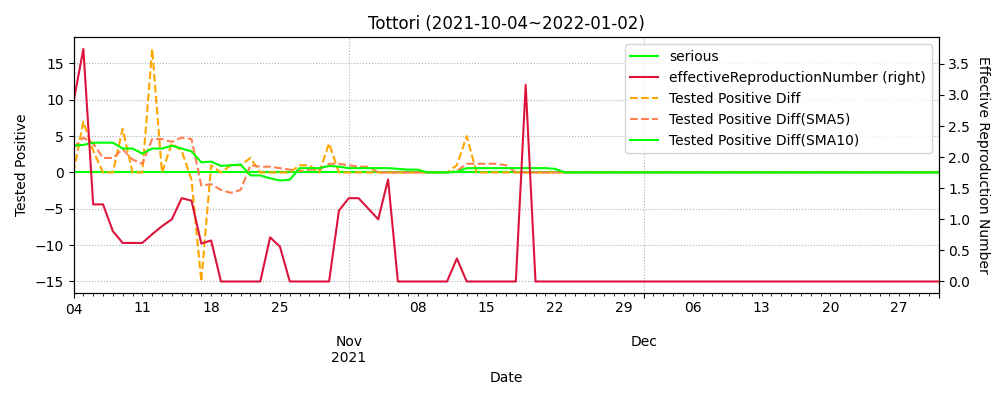 Tottori (2021-10-04~2022-01-02)
serious
effectiveReproductionNumber (right)
Tested Positive Diff
Tested Positive Diff(SMA5)
Tested Positive Diff(SMA10)
Tested Positive
15
10
5
0
−5
−10
−15
Effective Reproduction Number
3.5
3.0
2.5
2.0
1.5
1.0
0.5
0.0
04 11 18 25 08 15 22 29 06 13 20 27
Nov Dec
2021
Date